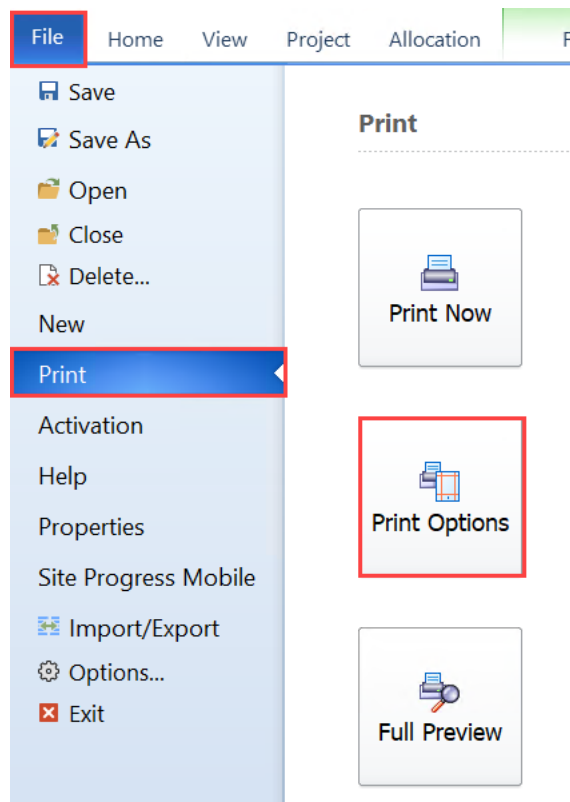 File Home View Project Allocation F
Save
Save As
Open
Close
Delete...
New
Print
Activation
Help
Properties
Site Progress Mobile
Import/Export
Options...
Exit
Print
Print Now
Print Options
Full Preview